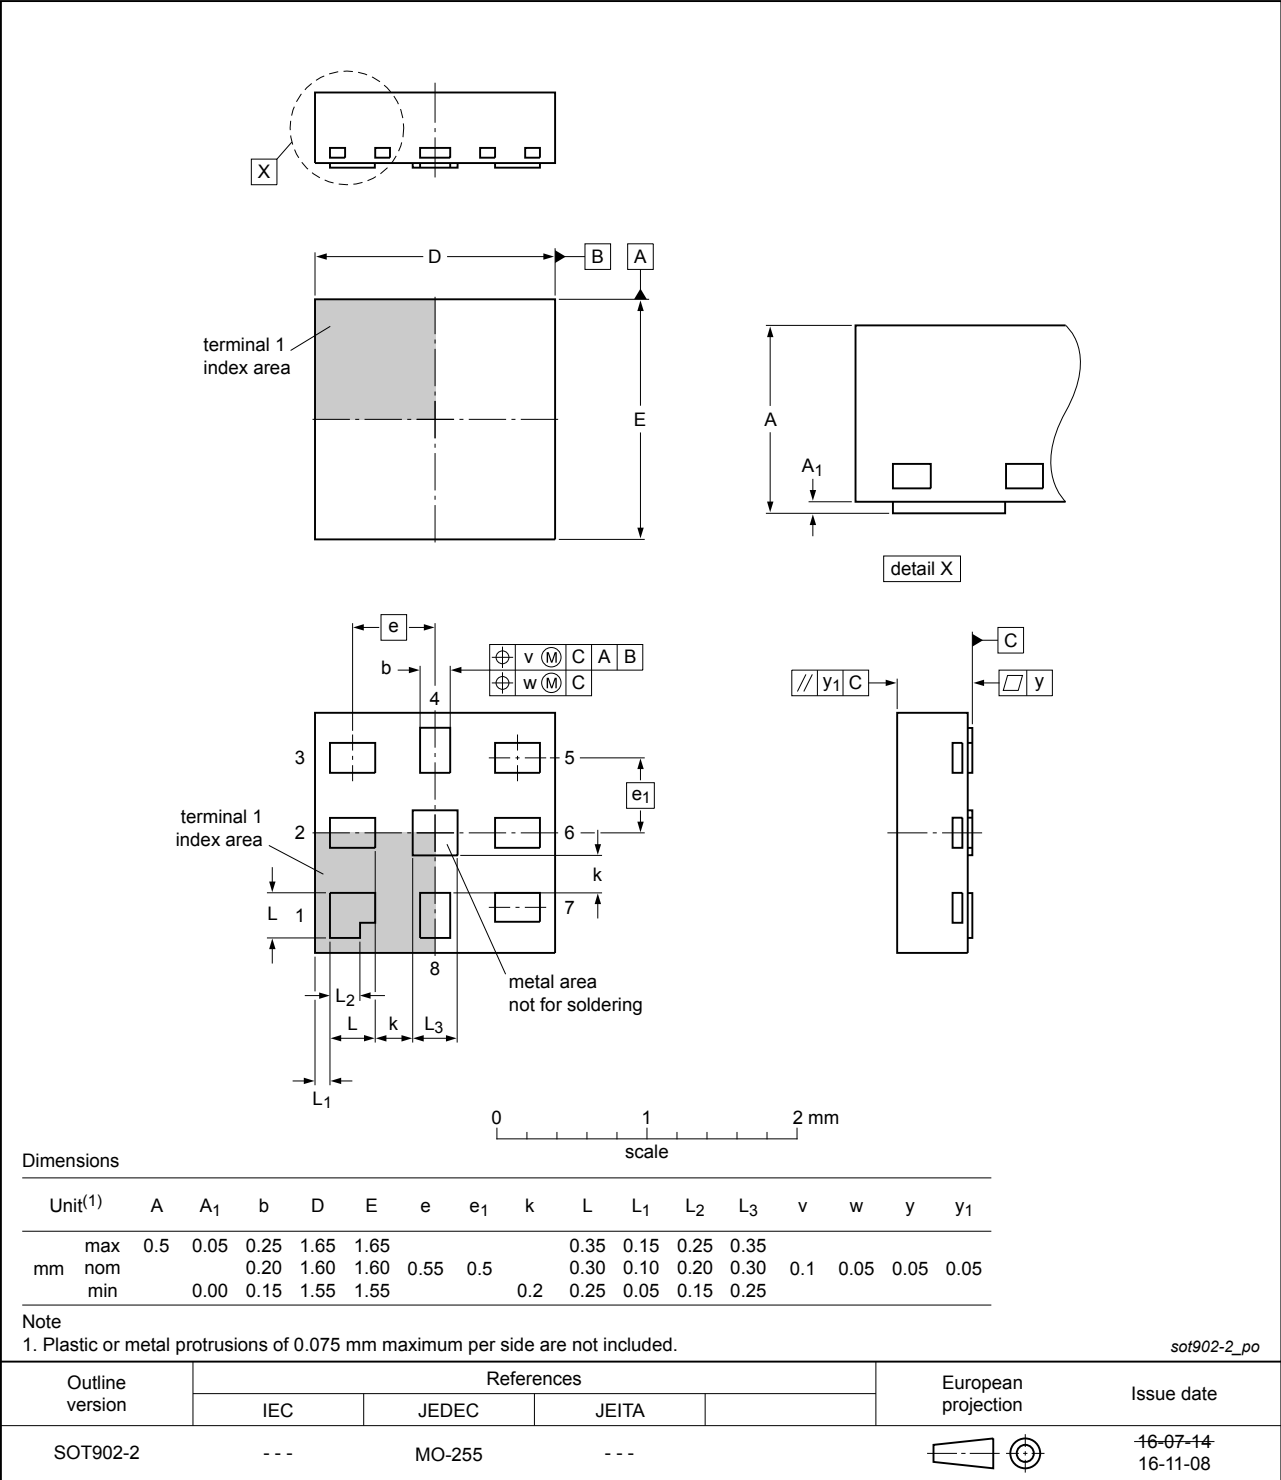 X
D
B
A
terminal 1
index area
E
A
A1
detail X
e
b
v M C A B
w M C
4
3
5
e1
terminal 1
index area
2
6
k
L
1
7
8
metal area
not for soldering
L2
L
k
L3
L1
C
// y1 C
y
0 1 2 mm
scale
Dimensions
Unit(1) A A1 b D E e e1 k L L1 L2 L3 v w y y1
max 0.5 0.05 0.25 1.65 1.65 0.35 0.15 0.25 0.35
mm nom 0.20 1.60 1.60 0.55 0.5 0.30 0.10 0.20 0.30 0.1 0.05 0.05 0.05
min 0.00 0.15 1.55 1.55 0.2 0.25 0.05 0.15 0.25
Note
1. Plastic or metal protrusions of 0.075 mm maximum per side are not included.
sot902-2_po
Outline
version
References
IEC JEDEC JEITA
European
projection
Issue date
SOT902-2 - - - MO-255 - - -
16-07-14
16-11-08